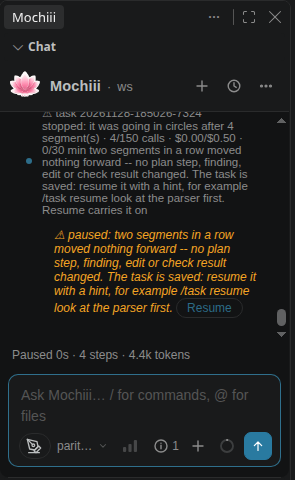 Mochiii
Chat
Mochiii · ws
⚠ task 20261128-185026-7324
stopped: it was going in circles after 4
segment(s) · 4/150 calls · $0.00/$0.50 ·
0/30 min two segments in a row moved
nothing forward -- no plan step, finding,
edit or check result changed. The task is
saved: resume it with a hint, for example
/task resume look at the parser first.
Resume carries it on
⚠ paused: two segments in a row
moved nothing forward -- no plan
step, finding, edit or check result
changed. The task is saved: resume it
with a hint, for example /task resume
look at the parser first. Resume
Paused 0s · 4 steps · 4.4k tokens
Ask Mochiii… / for commands, @ for
files
parit… 1